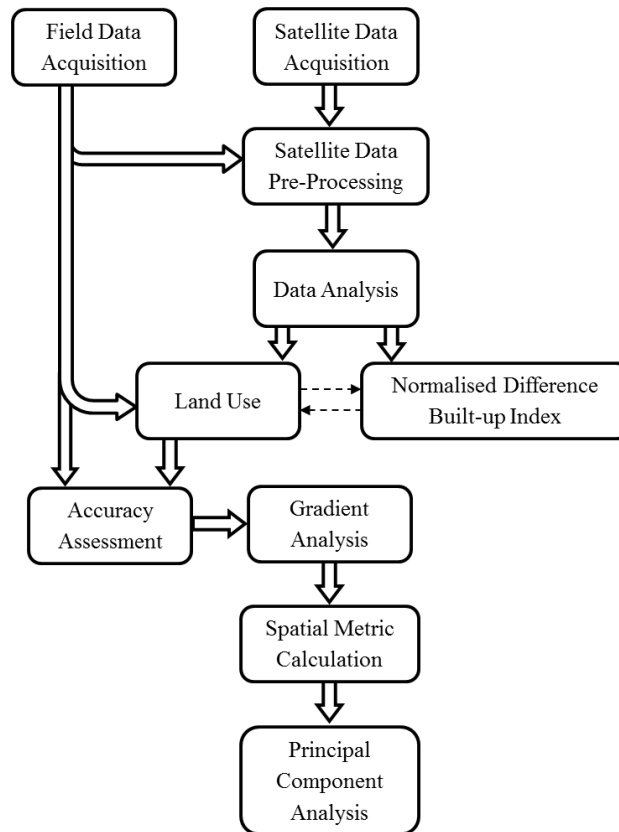 Field Data
Acquisition
Satellite Data
Acquisition
Satellite Data
Pre-Processing
Data Analysis
Land Use
Normalised Difference
Built-up Index
Accuracy
Assessment
Gradient
Analysis
Spatial Metric
Calculation
Principal
Component
Analysis